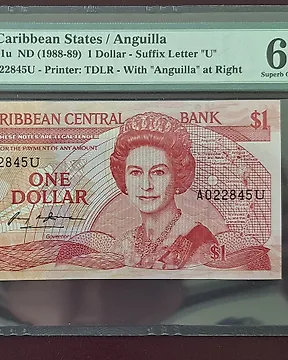 Caribbean States / Anguilla
1u ND (1988-89) 1 Dollar - Suffix Letter "U"
22845U - Printer: TDLR - With "Anguilla" at Right
6
Superb
RIBBEAN CENTRAL BANK $1
THESE NOTES ARE LEGAL TENDER
FOR THE PAYMENT OF ANY AMOUNT
22845U
ONE
DOLLAR
A022845U
Governor
$1